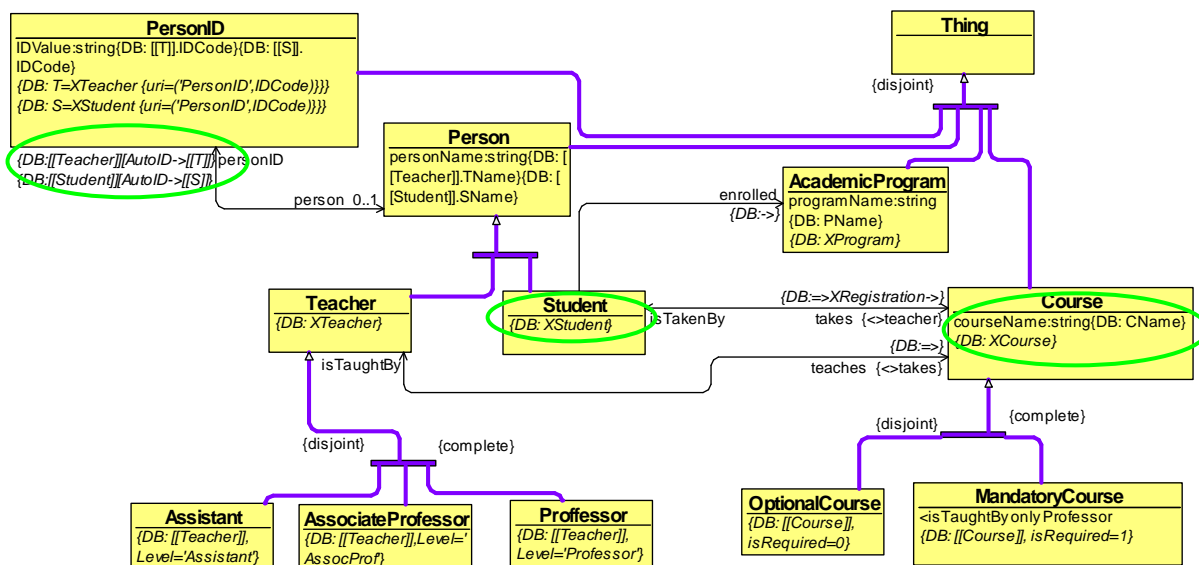 PersonID
IDValue:string{DB: [[T]].IDCode}{DB: [[S]].
IDCode}
{DB: T=XTeacher {uri=('PersonID',IDCode)}}}
{DB: S=XStudent {uri=('PersonID',IDCode)}}}
{DB:[[Teacher]][AutoID->[[T]]}personID
{DB:[[Student]][AutoID->[[S]]}
Thing
{disjoint}
Person
personName:string{DB: [
[Teacher]].TName}{DB: [
[Student]].SName}
person 0..1
AcademicProgram
programName:string
{DB: PName}
{DB: XProgram}
enrolled
{DB:->}
Teacher
{DB: XTeacher}
Student
{DB: XStudent}
isTakenBy
{DB:=>XRegistration->}
takes {<>teacher}
Course
courseName:string{DB: CName}
{DB: XCourse}
isTaughtBy
{DB:=>}
teaches {<>takes}
{disjoint}
{complete}
{disjoint}
{complete}
Assistant
{DB: [[Teacher]],
Level='Assistant'}
AssociateProfessor
{DB: [[Teacher]],Level='
AssocProf'}
Proffessor
{DB: [[Teacher]],
Level='Professor'}
OptionalCourse
{DB: [[Course]],
isRequired=0}
MandatoryCourse
<isTaughtBy only Professor
{DB: [[Course]], isRequired=1}